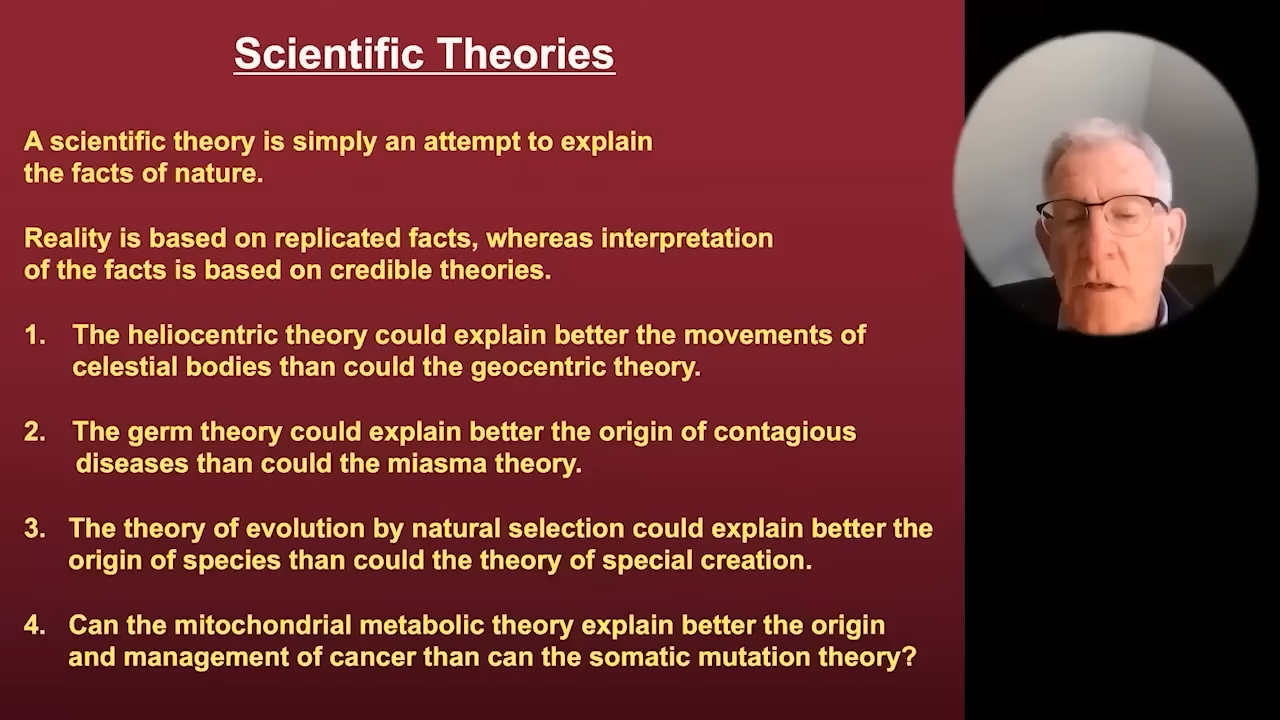 Scientific Theories
A scientific theory is simply an attempt to explain
the facts of nature.
Reality is based on replicated facts, whereas interpretation
of the facts is based on credible theories.
1. The heliocentric theory could explain better the movements of
celestial bodies than could the geocentric theory.
2. The germ theory could explain better the origin of contagious
diseases than could the miasma theory.
3. The theory of evolution by natural selection could explain better the
origin of species than could the theory of special creation.
4. Can the mitochondrial metabolic theory explain better the origin
and management of cancer than can the somatic mutation theory?